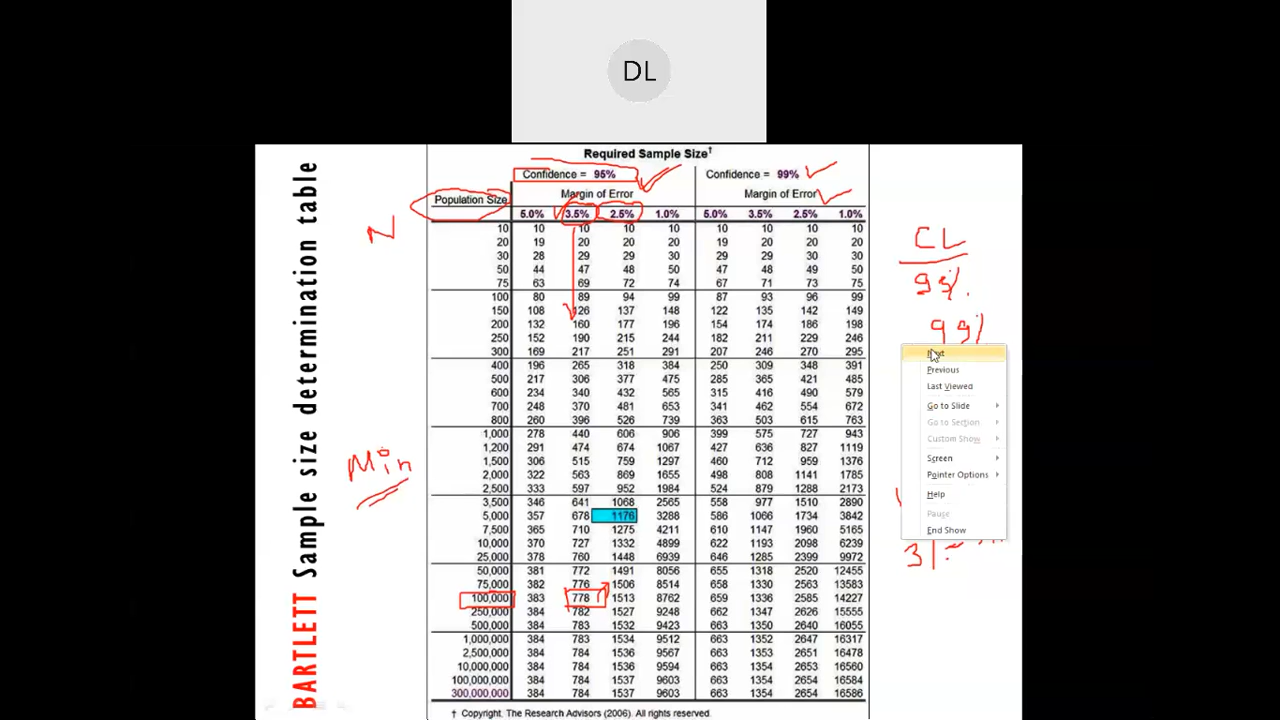 DL
BARTLETT Sample size determination table
Required Sample Size†
Confidence = 95% Confidence = 99%
Population Size Margin of Error Margin of Error
5.0% 3.5% 2.5% 1.0% 5.0% 3.5% 2.5% 1.0%
10 10 10 10 10 10 10 10 10
20 19 20 20 20 19 20 20 20
30 28 29 29 30 29 29 30 30
50 44 47 48 50 47 48 49 50
75 63 69 72 74 67 71 73 75
100 80 89 94 99 87 93 96 99
150 108 126 137 148 122 135 142 149
200 132 160 177 196 154 174 186 198
250 152 190 215 244 182 211 229 246
300 169 217 251 291 207 246 270 295
400 196 265 318 384 250 309 348 391
500 217 306 377 475 285 365 421 485
600 234 340 432 565 315 416 490 579
700 248 370 481 653 341 462 554 672
800 260 396 526 739 363 503 615 763
1,000 278 440 606 906 399 575 727 943
1,200 291 474 674 1067 427 636 827 1119
1,500 306 515 759 1297 460 712 959 1376
2,000 322 563 869 1655 498 808 1141 1785
2,500 333 597 952 1984 524 879 1288 2173
3,500 346 641 1068 2565 558 977 1510 2890
5,000 357 678 1176 3288 586 1066 1734 3842
7,500 365 710 1275 4211 610 1147 1960 5165
10,000 370 727 1332 4899 622 1193 2098 6239
25,000 378 760 1448 6939 646 1285 2399 9972
50,000 381 772 1491 8056 655 1318 2520 12455
75,000 382 776 1506 8514 658 1330 2563 13583
100,000 383 778 1513 8762 659 1336 2585 14227
250,000 384 782 1527 9248 662 1347 2626 15555
500,000 384 783 1532 9423 663 1350 2640 16055
1,000,000 384 783 1534 9512 663 1352 2647 16317
2,500,000 384 784 1536 9567 663 1353 2651 16478
10,000,000 384 784 1536 9594 663 1354 2653 16560
100,000,000 384 784 1537 9603 663 1354 2654 16584
300,000,000 384 784 1537 9603 663 1354 2654 16586
† Copyright, The Research Advisors (2006). All rights reserved.
N
Min
CL
95%
99%
Next
Previous
Last Viewed
Go to Slide
Go to Section
Custom Show
Screen
Pointer Options
Help
Pause
End Show